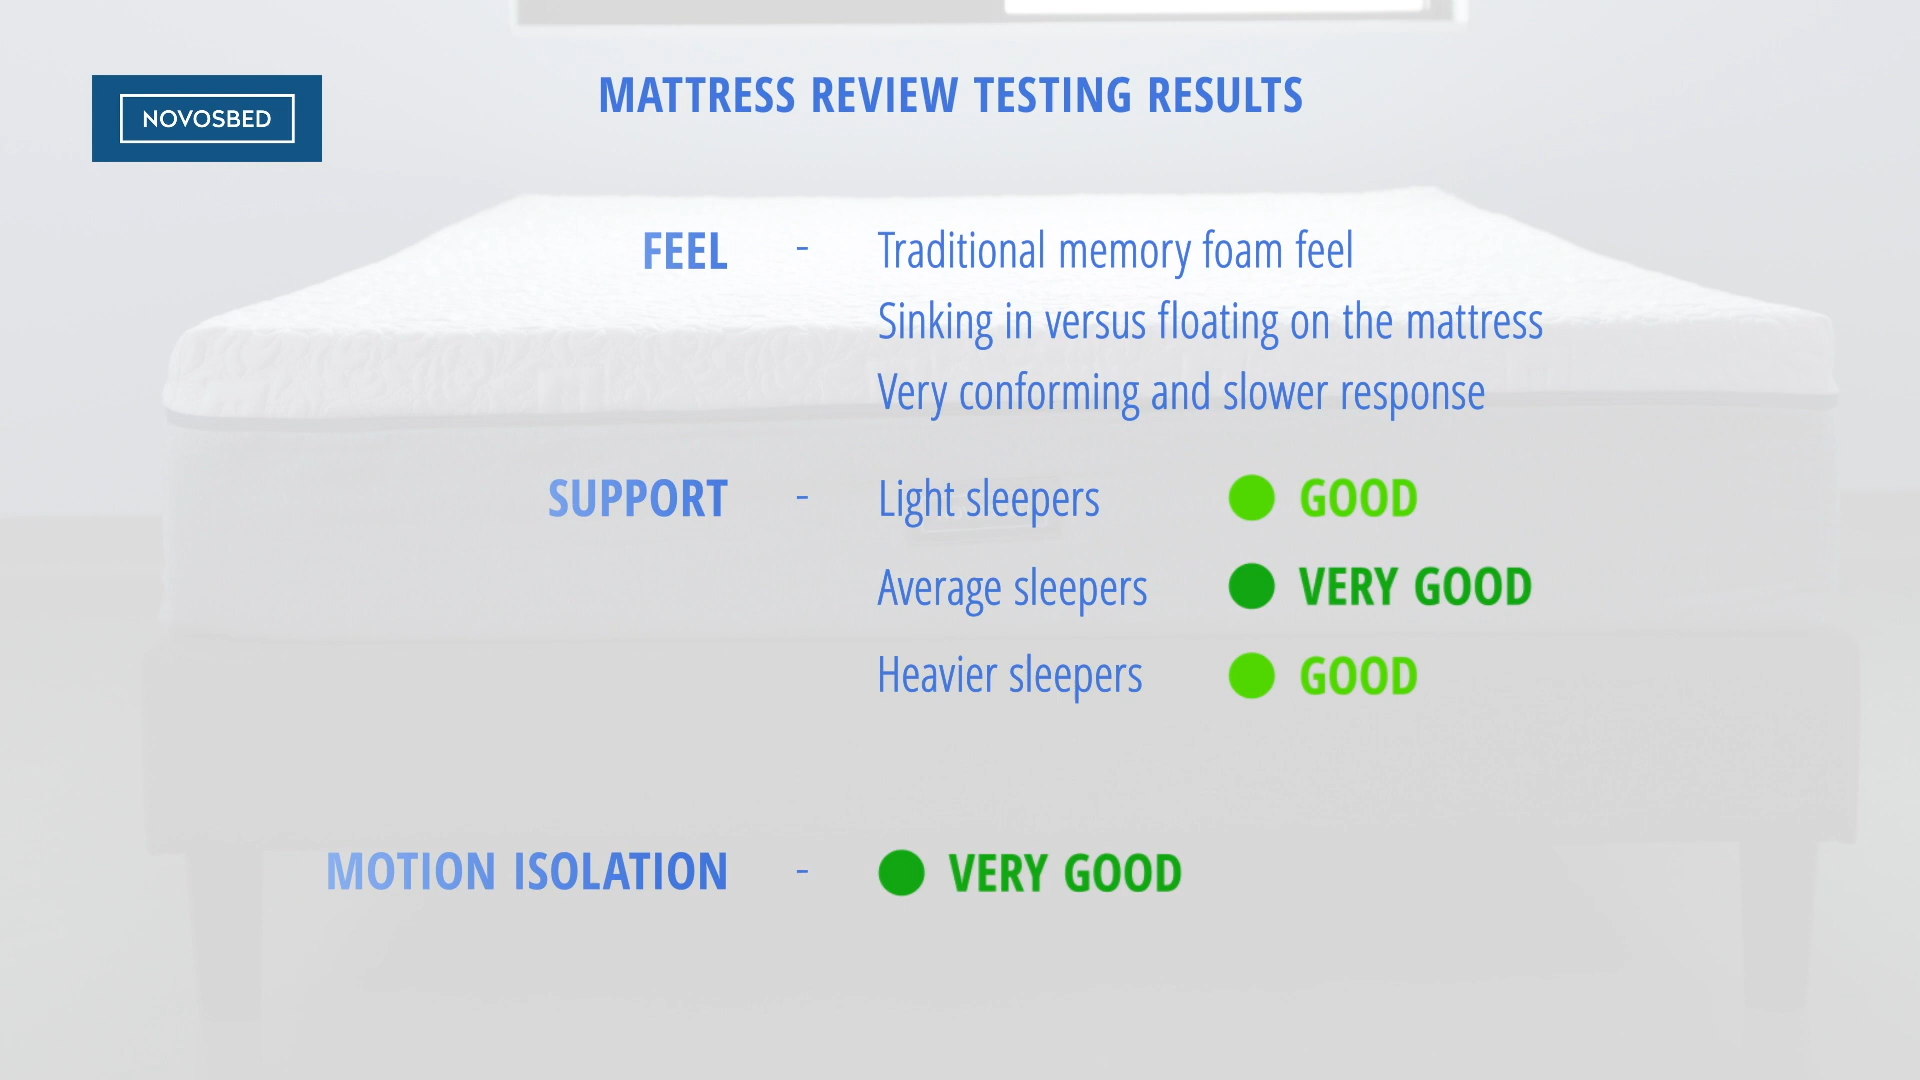 NOVOSBED
MATTRESS REVIEW TESTING RESULTS
FEEL - Traditional memory foam feel
Sinking in versus floating on the mattress
Very conforming and slower response
SUPPORT - Light sleepers GOOD
Average sleepers VERY GOOD
Heavier sleepers GOOD
MOTION ISOLATION - VERY GOOD